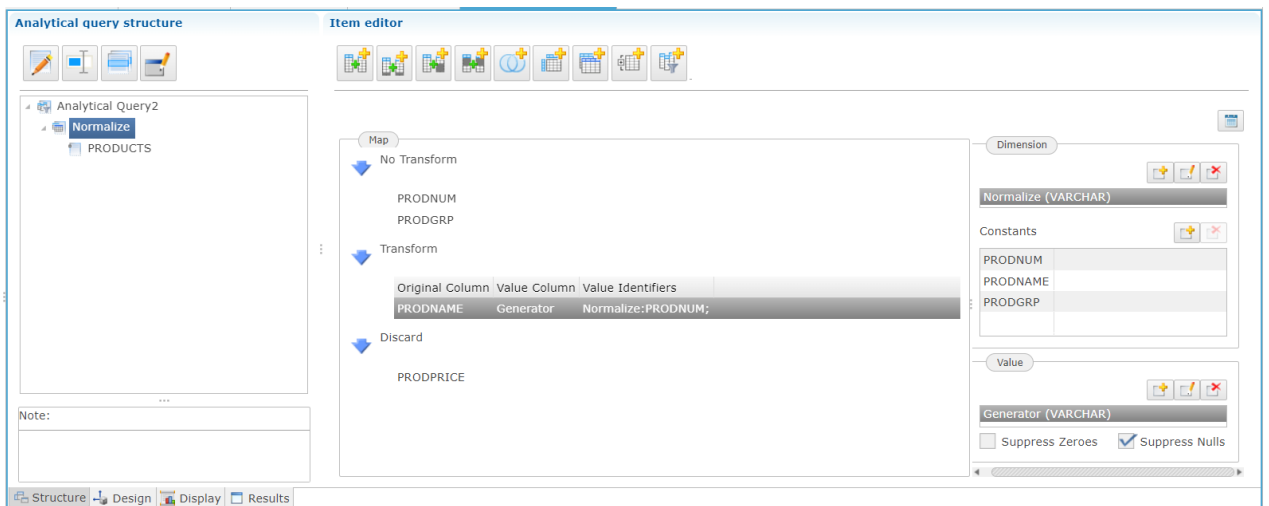 Analytical query structure
Item editor
Analytical Query2
Normalize
PRODUCTS
Note:
Map
No Transform
PRODNUM
PRODGRP
Transform
Original Column Value Column Value Identifiers
PRODNAME Generator Normalize:PRODNUM;
Discard
PRODPRICE
Dimension
Normalize (VARCHAR)
Constants
PRODNUM
PRODNAME
PRODGRP
Value
Generator (VARCHAR)
Suppress Zeroes Suppress Nulls
Structure Design Display Results